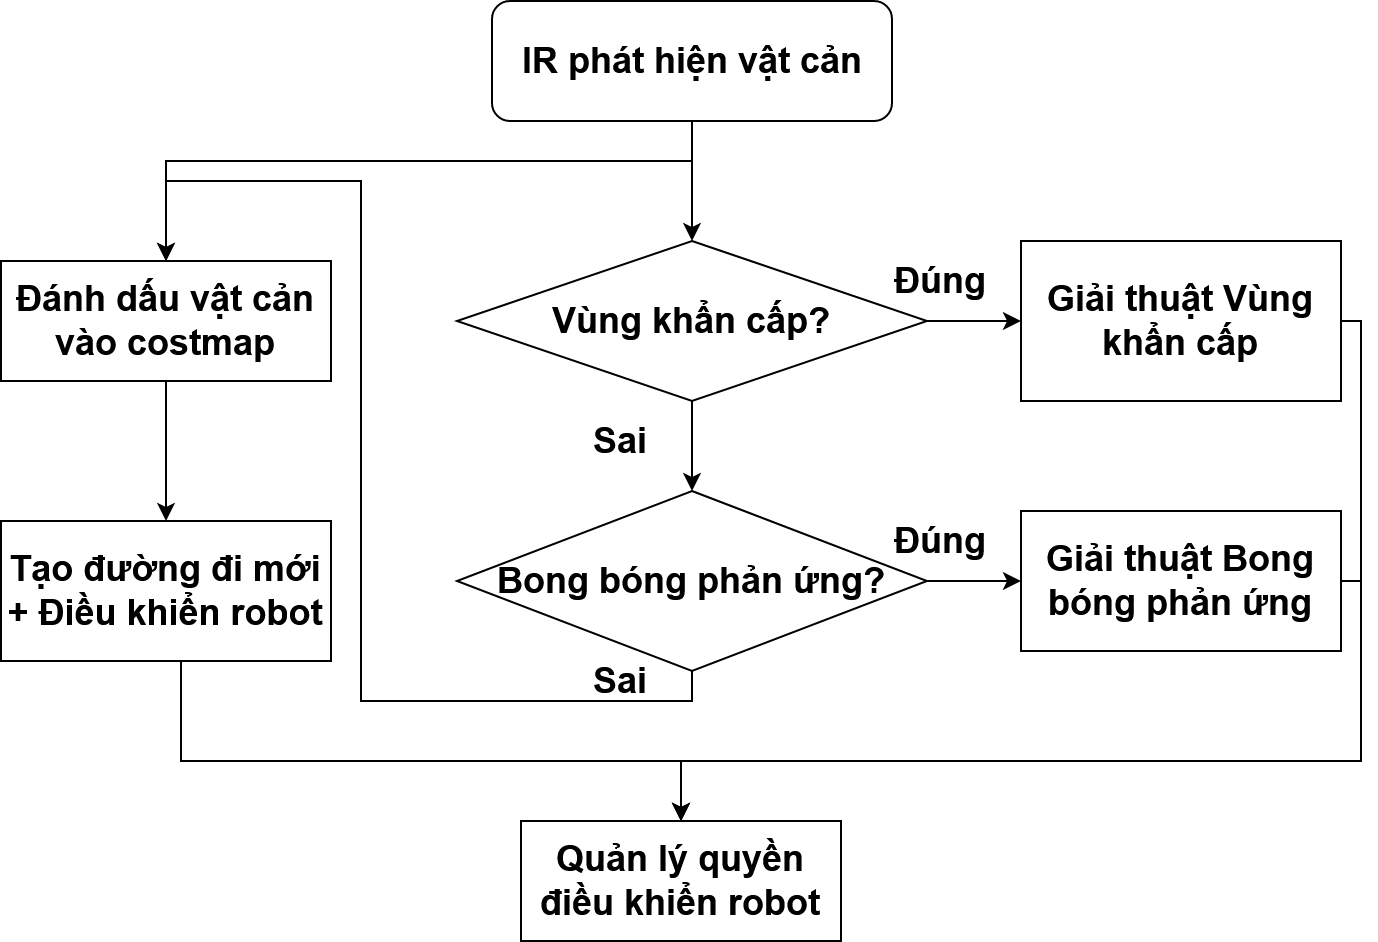 IR phát hiện vật cản
Đánh dấu vật cản
vào costmap
Vùng khẩn cấp?
Đúng
Giải thuật Vùng
khẩn cấp
Sai
Tạo đường đi mới
+ Điều khiển robot
Bong bóng phản ứng?
Đúng
Giải thuật Bong
bóng phản ứng
Sai
Quản lý quyền
điều khiển robot